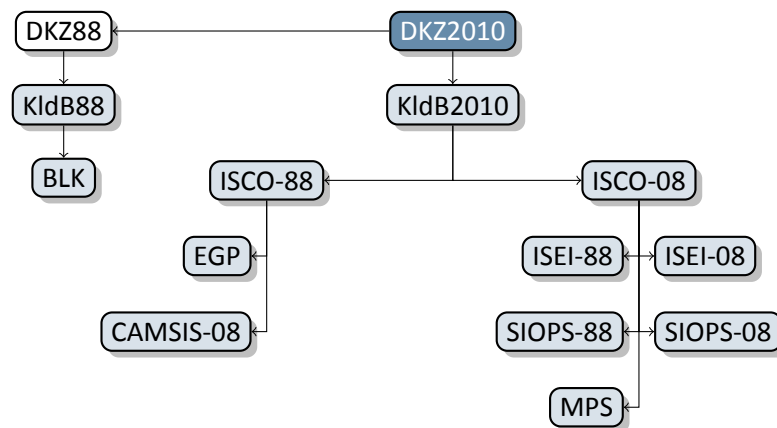 DKZ88 DKZ2010
KldB88 KldB2010
BLK ISCO-88 ISCO-08
EGP ISEI-88 ISEI-08
CAMSIS-08 SIOPS-88 SIOPS-08
MPS